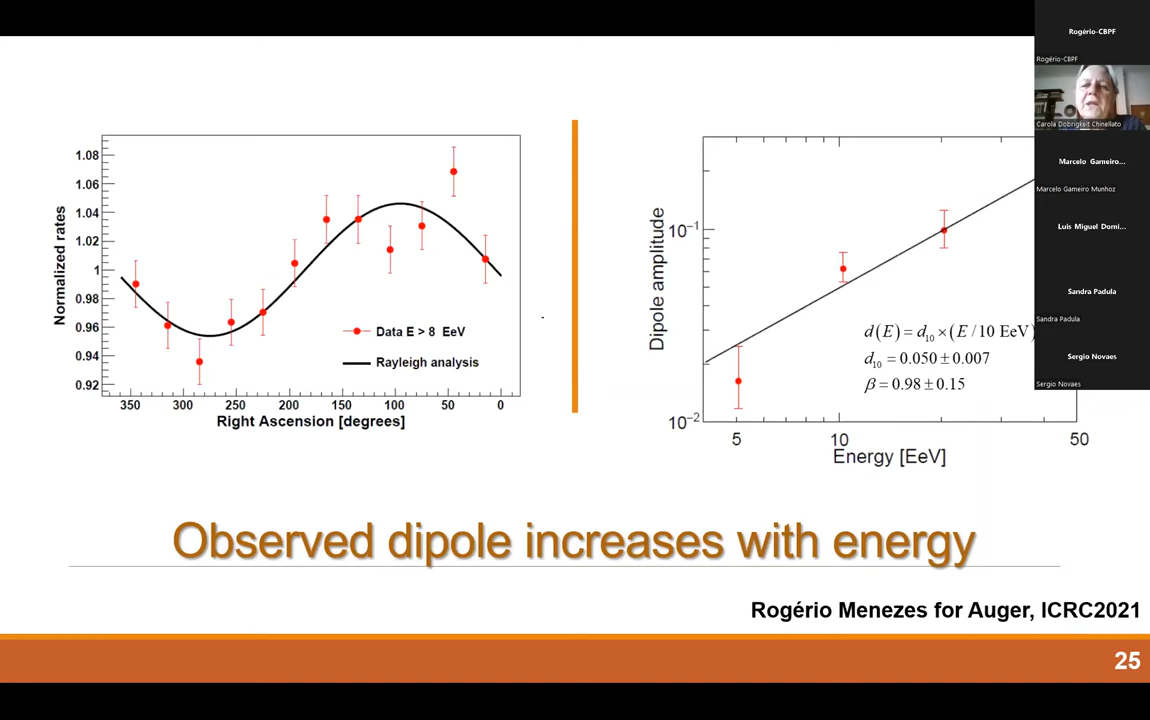 1.08
1.06
1.04
1.02
1
0.98
0.96
0.94
0.92
Normalized rates
Data E > 8 EeV
Rayleigh analysis
350 300 250 200 150 100 50 0
Right Ascension [degrees]
Dipole amplitude
10⁻¹
10⁻²
d(E) = d₁₀ × (E / 10 EeV)
d₁₀ = 0.050 ± 0.007
β = 0.98 ± 0.15
5 10 50
Energy [EeV]
Observed dipole increases with energy
Rogério Menezes for Auger, ICRC2021
25
Rogério-CBPF
Rogério-CBPF
Carola Dobrigkeit Chinellato
Marcelo Gameiro...
Marcelo Gameiro Munhoz
Luis Miguel Domi...
Sandra Padula
Sandra Padula
Sergio Novaes
Sergio Novaes